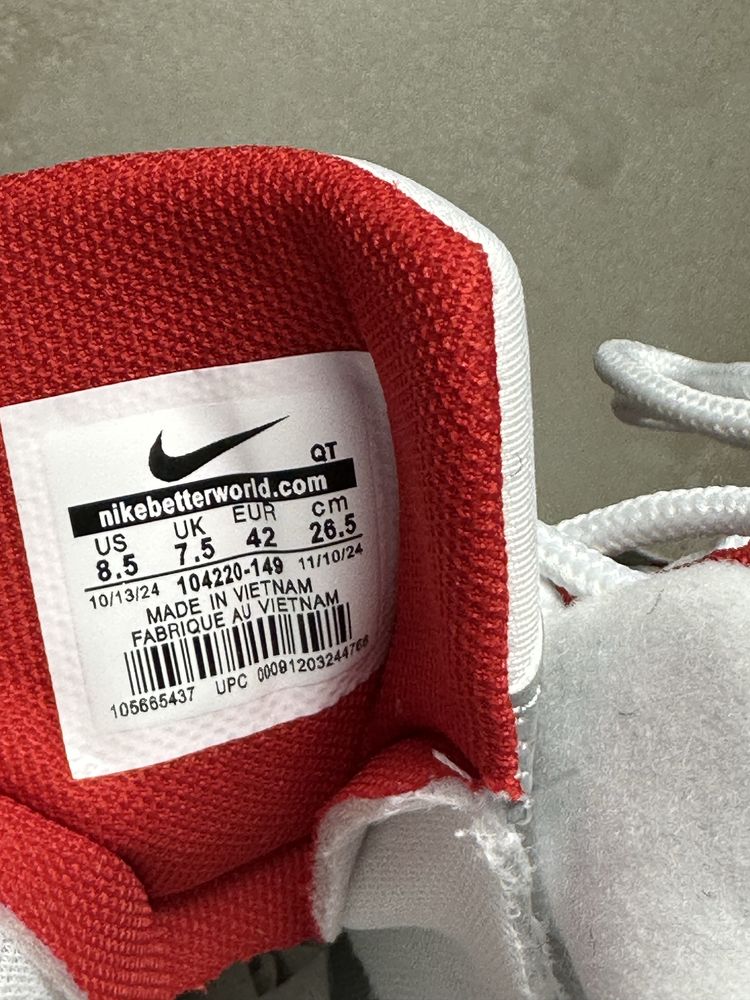 QT
nikebetterworld.com
US UK EUR cm
8.5 7.5 42 26.5
10/13/24 104220-149 11/10/24
MADE IN VIETNAM
FABRIQUE AU VIETNAM
105665437 UPC 00091203244766